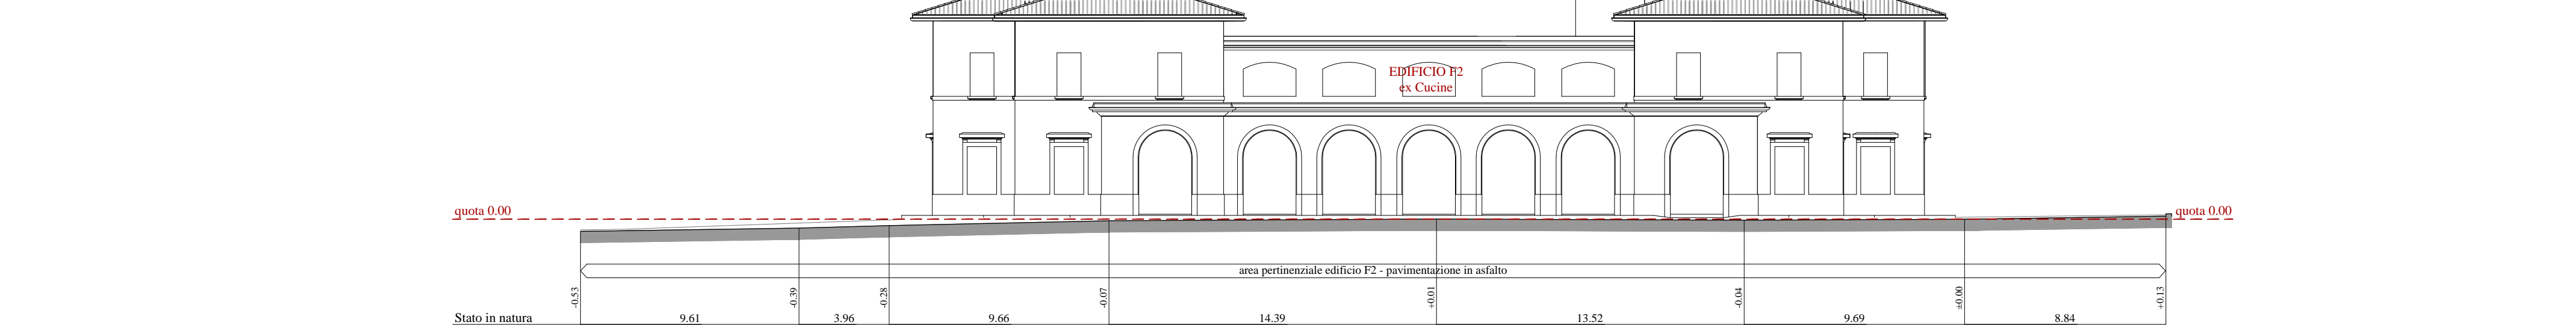 EDIFICIO F2
ex Cucine
quota 0.00
quota 0.00
area pertinenziale edificio F2 - pavimentazione in asfalto
-0.53
-0.39
-0.28
-0.07
+0.01
-0.04
±0.00
+0.13
Stato in natura
9.61
3.96
9.66
14.39
13.52
9.69
8.84